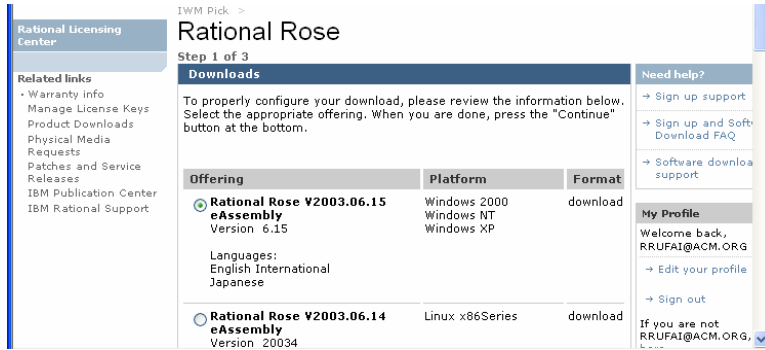 IWM Pick >
Rational Rose
Step 1 of 3
Rational Licensing
Center
Related links
• Warranty info
Manage License Keys
Product Downloads
Physical Media
Requests
Patches and Service
Releases
IBM Publication Center
IBM Rational Support
Downloads
To properly configure your download, please review the information below.
Select the appropriate offering. When you are done, press the "Continue"
button at the bottom.
Offering Platform Format
Rational Rose V2003.06.15 Windows 2000 download
eAssembly Windows NT
Version 6.15 Windows XP
Languages:
English International
Japanese
Rational Rose V2003.06.14 Linux x86Series download
eAssembly
Version 20034
Need help?
→ Sign up support
→ Sign up and Soft
Download FAQ
→ Software downloa
support
My Profile
Welcome back,
RRUFAI@ACM.ORG
→ Edit your profile
→ Sign out
If you are not
RRUFAI@ACM.ORG,